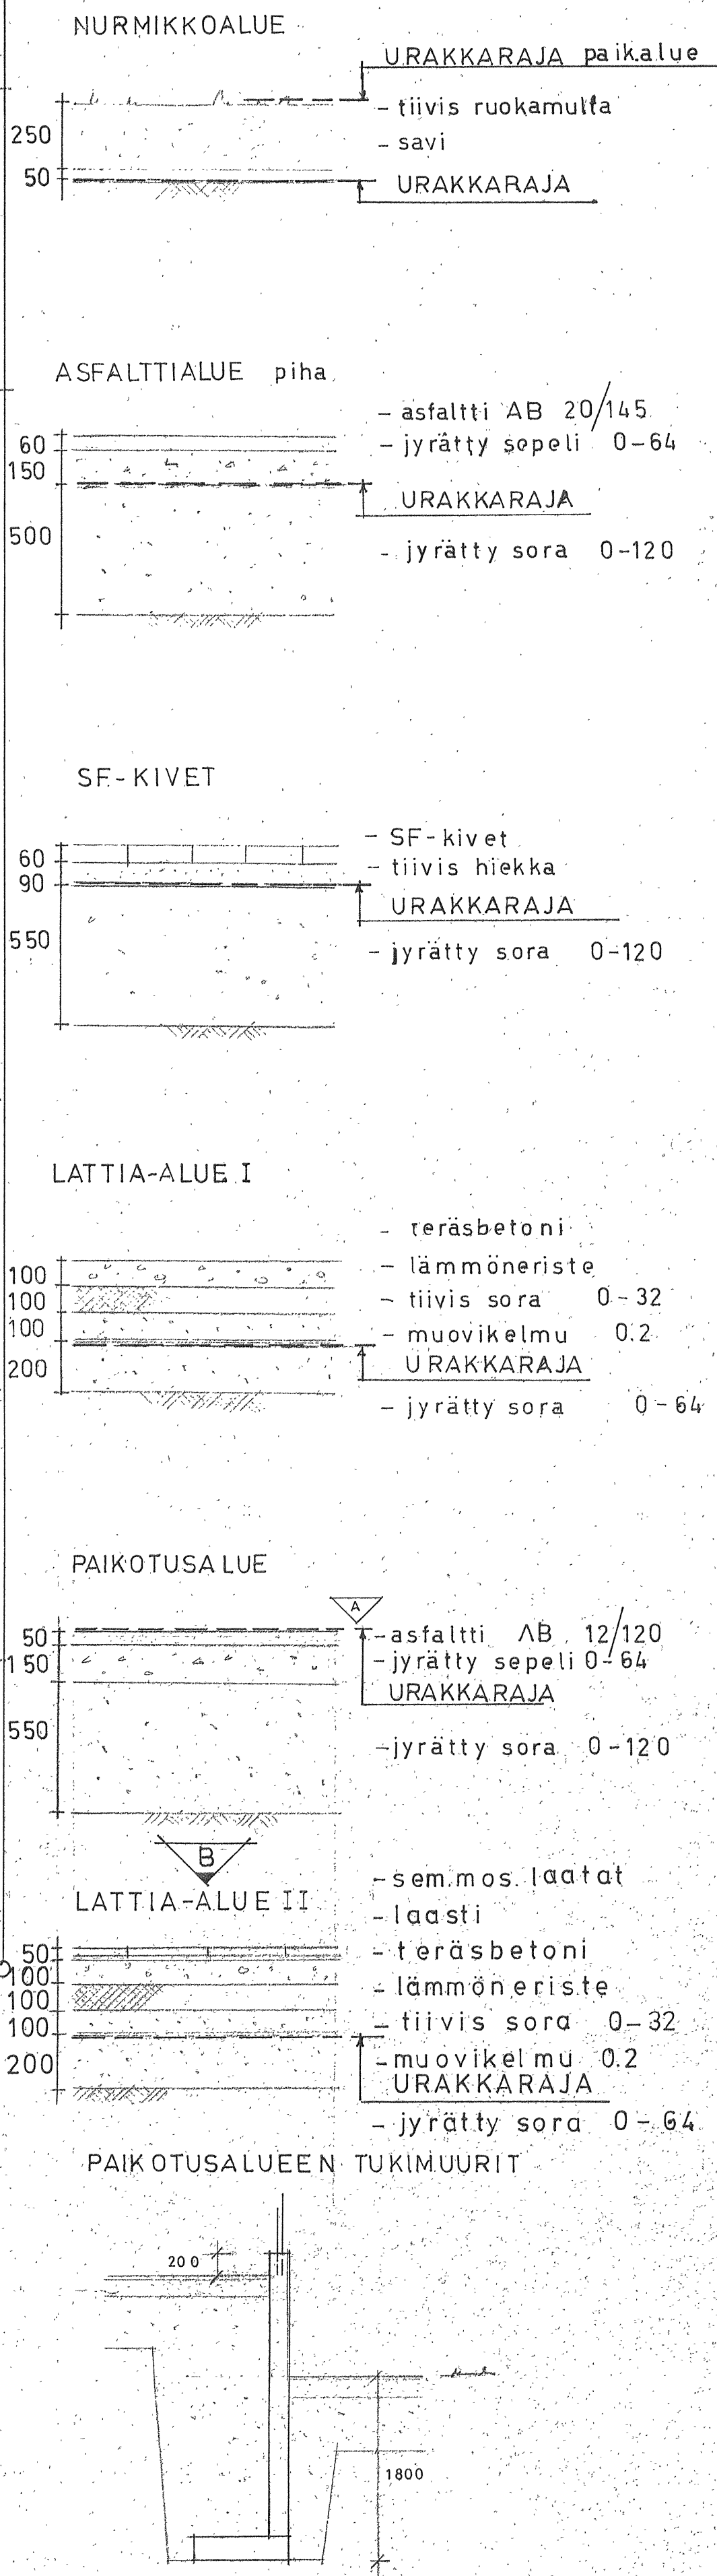 NURMIKKOALUE
URAKKARAJA paik.alue
- tiivis ruokamulta
250
- savi
50
URAKKARAJA
ASFALTTIALUE piha
- asfaltti AB 20/145
60
- jyrätty sepeli 0-64
150
URAKKARAJA
500
- jyrätty sora 0-120
SF-KIVET
- SF-kivet
60
- tiivis hiekka
90
URAKKARAJA
550
- jyrätty sora 0-120
LATTIA-ALUE I
- teräsbetoni
100
- lämmöneriste
100
- tiivis sora 0-32
100
- muovikelmu 0.2
200
URAKKARAJA
- jyrätty sora 0-64
PAIKOTUSALUE
A
50
- asfaltti AB 12/120
150
- jyrätty sepeli 0-64
URAKKARAJA
550
- jyrätty sora 0-120
B
LATTIA-ALUE II
- sem.mos. laatat
- laasti
50
- teräsbetoni
100
100
- lämmöneriste
100
- tiivis sora 0-32
200
- muovikelmu 0.2
URAKKARAJA
- jyrätty sora 0-64
PAIKOTUSALUEEN TUKIMUURIT
200
1800